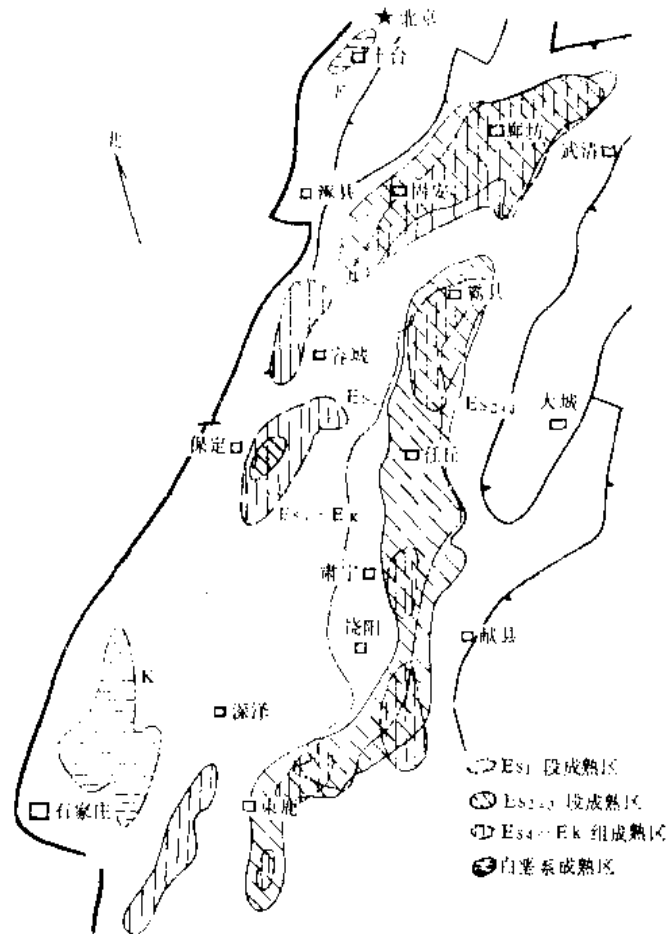 北京
丰台
北
廊坊
武清
涿县
固安
霸县
容城
Es₁
Es₂₊₃
大城
保定
任丘
Es₄-Ek
肃宁
饶阳
献县
K
深泽
石家庄
束鹿
Es₁ 段成熟区
Es₂₊₃ 段成熟区
Es₄-Ek 组成熟区
白垩系成熟区